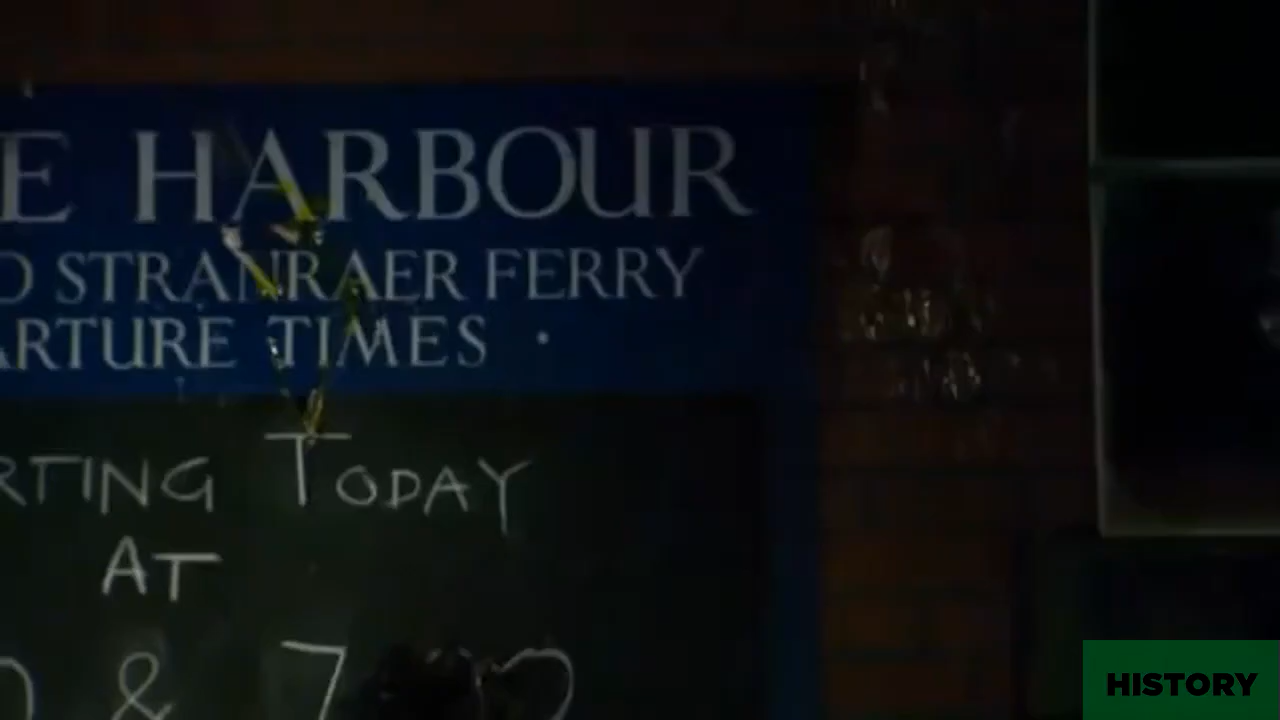 E HARBOUR
STRANRAER FERRY
ARTURE TIMES •
RTING TODAY
AT
& 7
HISTORY